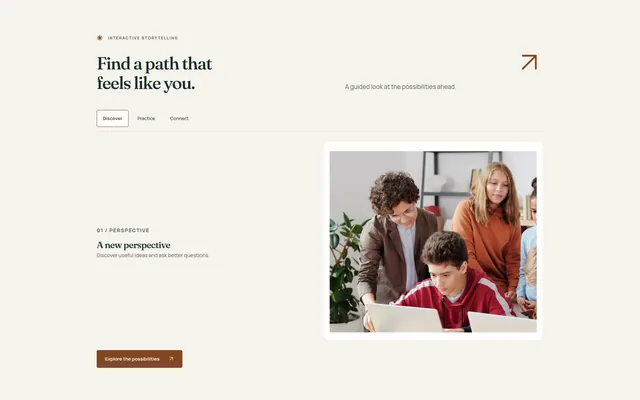 INTERACTIVE STORYTELLING
Find a path that
feels like you.
A guided look at the possibilities ahead.
Discover
Practice
Connect
01 / PERSPECTIVE
A new perspective
Discover useful ideas and ask better questions.
Explore the possibilities